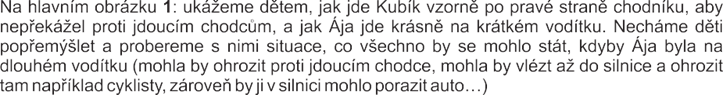 Na hlavním obrázku 1: ukážeme dětem, jak jde Kubík vzorně po pravé straně chodníku, aby
nepřekážel proti jdoucím chodcům, a jak Ája jde krásně na krátkém vodítku. Necháme děti
popřemýšlet a probereme s nimi situace, co všechno by se mohlo stát, kdyby Ája byla na
dlouhém vodítku (mohla by ohrozit proti jdoucím chodce, mohla by vlézt až do silnice a ohrozit
tam například cyklisty, zároveň by ji v silnici mohlo porazit auto…)